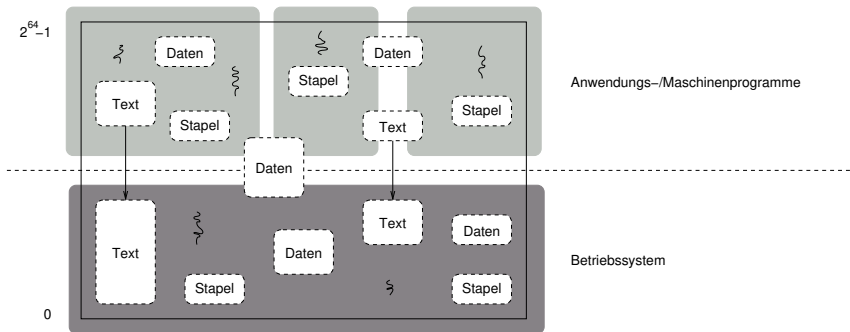 2^64–1
Daten
Daten
Stapel
Text
Stapel
Stapel
Text
Anwendungs–/Maschinenprogramme
Daten
Text
Text
Daten
Daten
Betriebssystem
Stapel
Stapel
0